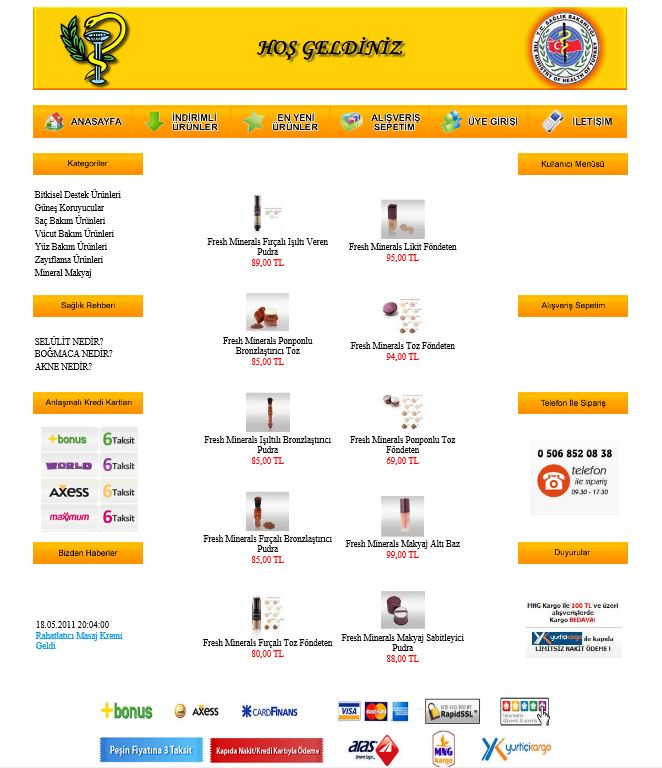 HOŞ GELDİNİZ
T.C. SAĞLIK BAKANLIĞI
THE MINISTRY OF HEALTH OF TURKEY
ANASAYFA
İNDİRİMLİ
ÜRÜNLER
EN YENİ
ÜRÜNLER
ALIŞVERİŞ
SEPETİM
ÜYE GİRİŞİ
İLETİŞİM
Kategoriler
Bitkisel Destek Ürünleri
Güneş Koruyucular
Saç Bakım Ürünleri
Vücut Bakım Ürünleri
Yüz Bakım Ürünleri
Zayıflama Ürünleri
Mineral Makyaj
Sağlık Rehberi
SELÜLİT NEDİR?
BOĞMACA NEDİR?
AKNE NEDİR?
Anlaşmalı Kredi Kartları
+bonus 6 Taksit
WORLD 6 Taksit
AXESS 6 Taksit
maximum 6 Taksit
Bizden Haberler
18.05.2011 20:04:00
Rahatlatıcı Masaj Kremi
Geldi
Fresh Minerals Fırçalı Işıltı Veren
Pudra
89,00 TL
Fresh Minerals Likit Föndeten
95,00 TL
Fresh Minerals Ponponlu
Bronzlaştırıcı Toz
85,00 TL
Fresh Minerals Toz Föndeten
94,00 TL
Fresh Minerals Işıltılı Bronzlaştırıcı
Pudra
85,00 TL
Fresh Minerals Ponponlu Toz
Föndeten
69,00 TL
Fresh Minerals Fırçalı Bronzlaştırıcı
Pudra
85,00 TL
Fresh Minerals Makyaj Altı Baz
99,00 TL
Fresh Minerals Fırçalı Toz Föndeten
80,00 TL
Fresh Minerals Makyaj Sabitleyici
Pudra
88,00 TL
Kullanıcı Menüsü
Alışveriş Sepetim
Telefon İle Sipariş
0 506 852 08 38
telefon
ile sipariş
09.30 - 17.30
Duyurular
MNG Kargo ile 100 TL ve üzeri
alışverişlerde
Kargo BEDAVA!
yurtiçikargo ile kapıda
LİMİTSİZ NAKİT ÖDEME !
+bonus
AXESS
CARDFINANS
VISA
MasterCard
SITE SECURED BY
RapidSSL
Peşin Fiyatına 3 Taksit
Kapıda Nakit/Kredi Kartıyla Ödeme
aras
MNG
kargo
yurtiçikargo